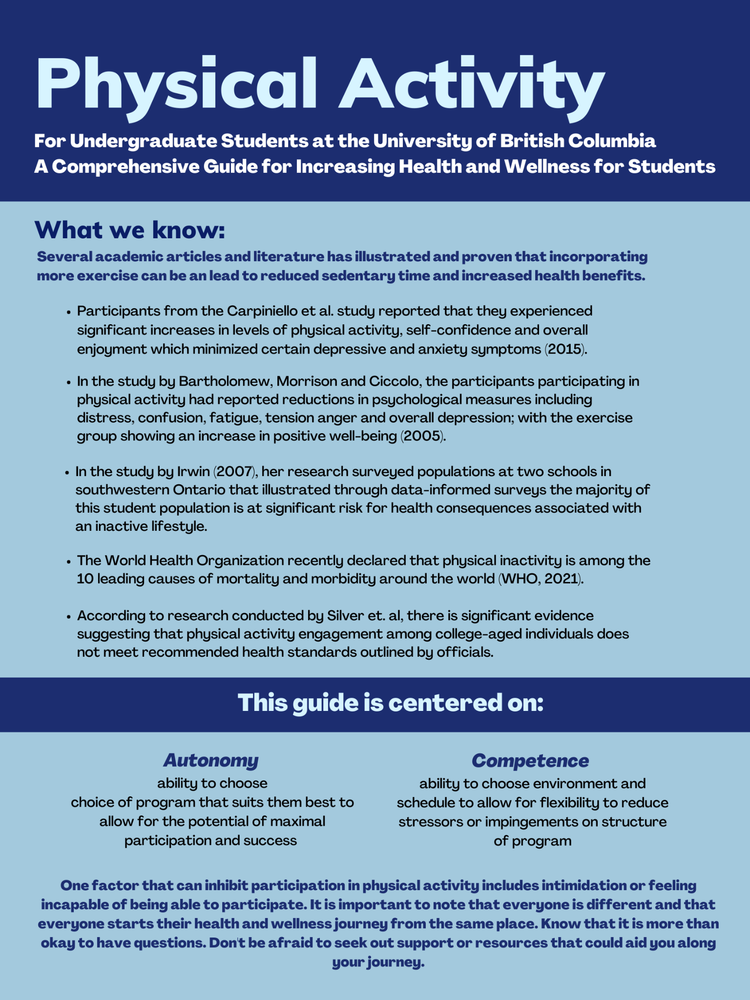 Physical Activity
For Undergraduate Students at the University of British Columbia
A Comprehensive Guide for Increasing Health and Wellness for Students
What we know:
Several academic articles and literature has illustrated and proven that incorporating
more exercise can be an lead to reduced sedentary time and increased health benefits.
• Participants from the Carpiniello et al. study reported that they experienced
significant increases in levels of physical activity, self-confidence and overall
enjoyment which minimized certain depressive and anxiety symptoms (2015).
• In the study by Bartholomew, Morrison and Ciccolo, the participants participating in
physical activity had reported reductions in psychological measures including
distress, confusion, fatigue, tension anger and overall depression; with the exercise
group showing an increase in positive well-being (2005).
• In the study by Irwin (2007), her research surveyed populations at two schools in
southwestern Ontario that illustrated through data-informed surveys the majority of
this student population is at significant risk for health consequences associated with
an inactive lifestyle.
• The World Health Organization recently declared that physical inactivity is among the
10 leading causes of mortality and morbidity around the world (WHO, 2021).
• According to research conducted by Silver et. al, there is significant evidence
suggesting that physical activity engagement among college-aged individuals does
not meet recommended health standards outlined by officials.
This guide is centered on:
Autonomy
ability to choose
choice of program that suits them best to
allow for the potential of maximal
participation and success
Competence
ability to choose environment and
schedule to allow for flexibility to reduce
stressors or impingements on structure
of program
One factor that can inhibit participation in physical activity includes intimidation or feeling
incapable of being able to participate. It is important to note that everyone is different and that
everyone starts their health and wellness journey from the same place. Know that it is more than
okay to have questions. Don't be afraid to seek out support or resources that could aid you along
your journey.